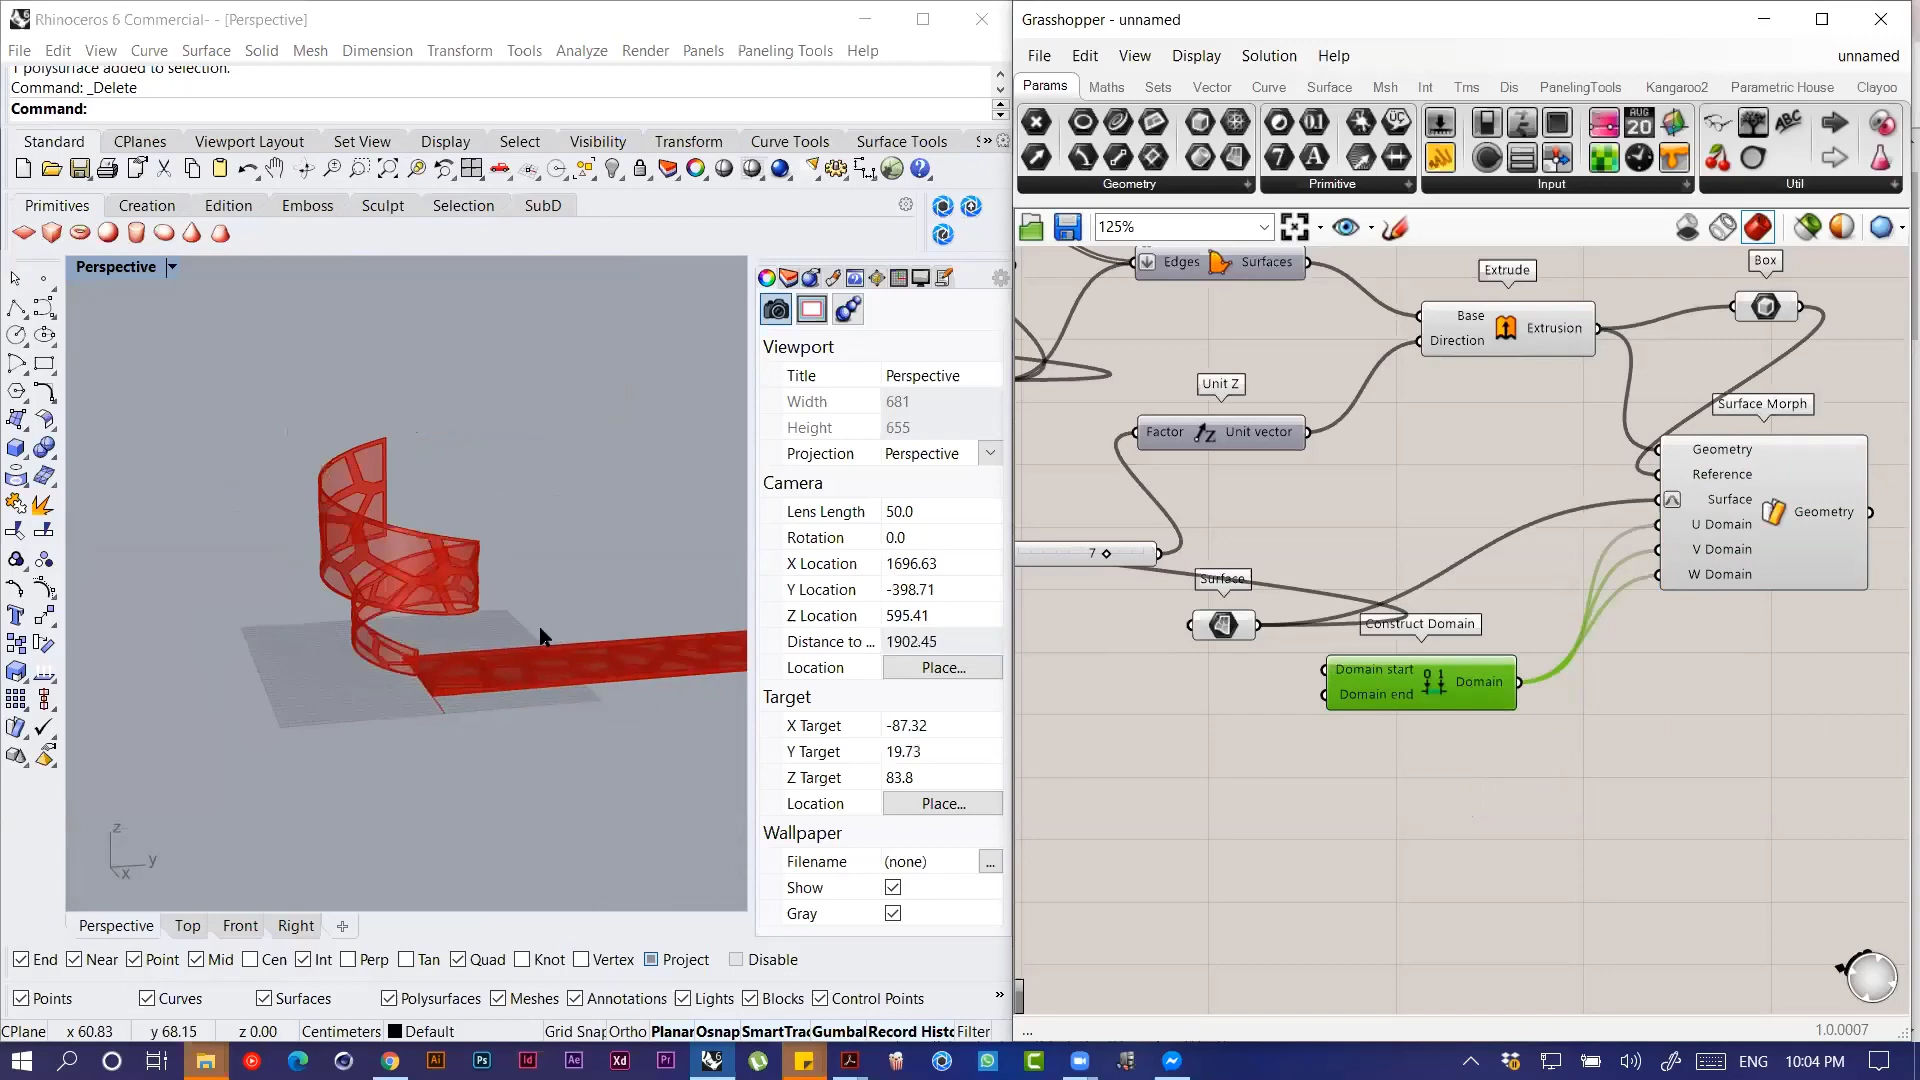 Rhinoceros 6 Commercial- - [Perspective]
File Edit View Curve Surface Solid Mesh Dimension Transform Tools Analyze Render Panels Paneling Tools Help
1 polysurface added to selection.
Command: _Delete
Command:
Standard CPlanes Viewport Layout Set View Display Select Visibility Transform Curve Tools Surface Tools S
Primitives Creation Edition Emboss Sculpt Selection SubD
Perspective
z
y
x
Viewport
Title Perspective
Width 681
Height 655
Projection Perspective
Camera
Lens Length 50.0
Rotation 0.0
X Location 1696.63
Y Location -398.71
Z Location 595.41
Distance to ... 1902.45
Location Place...
Target
X Target -87.32
Y Target 19.73
Z Target 83.8
Location Place...
Wallpaper
Filename (none) ...
Show
Gray
Perspective Top Front Right
End Near Point Mid Cen Int Perp Tan Quad Knot Vertex Project Disable
Points Curves Surfaces Polysurfaces Meshes Annotations Lights Blocks Control Points
CPlane x 60.83 y 68.15 z 0.00 Centimeters Default Grid Snap Ortho Planar Osnap SmartTrac Gumbal Record Histo Filter
Grasshopper - unnamed
File Edit View Display Solution Help unnamed
Params Maths Sets Vector Curve Surface Msh Int Trns Dis PanelingTools Kangaroo2 Parametric House Clayoo
Geometry Primitive Input Util
125%
Edges Surfaces
Extrude
Base
Direction
Extrusion
Box
Unit Z
Factor Unit vector
Surface Morph
Geometry
Reference
Surface
U Domain
V Domain
W Domain
Geometry
7
Surface
Construct Domain
Domain start
Domain end
Domain
...
1.0.0007
ENG 10:04 PM